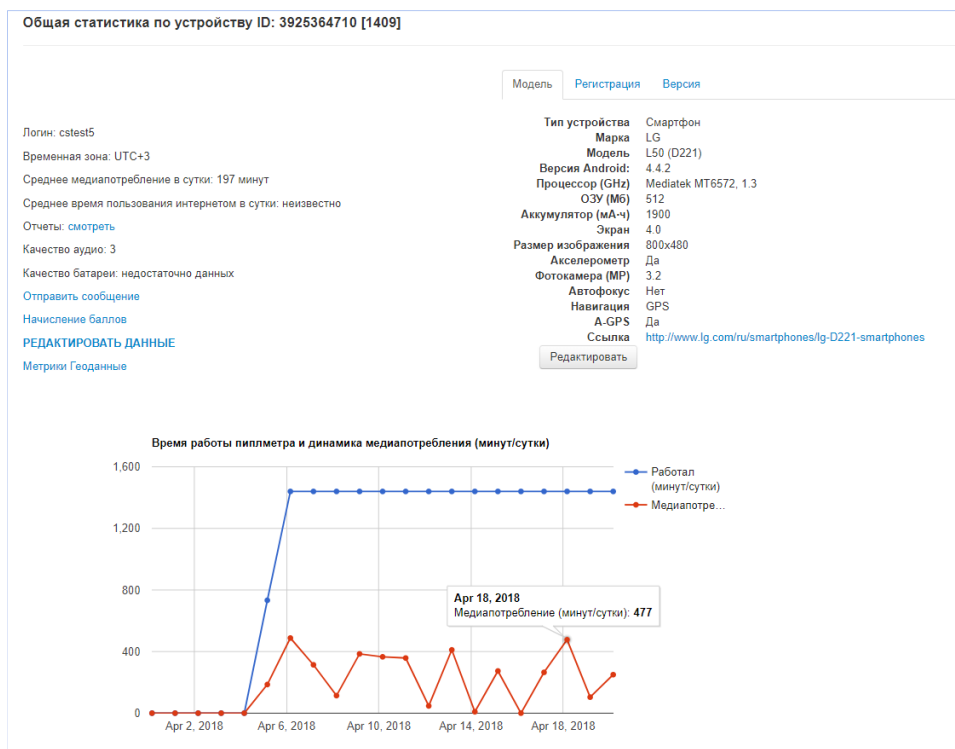 Общая статистика по устройству ID: 3925364710 [1409]
Модель Регистрация Версия
Логин: cstest5
Временная зона: UTC+3
Среднее медиапотребление в сутки: 197 минут
Среднее время пользования интернетом в сутки: неизвестно
Отчеты: смотреть
Качество аудио: 3
Качество батареи: недостаточно данных
Отправить сообщение
Начисление баллов
РЕДАКТИРОВАТЬ ДАННЫЕ
Метрики Геоданные
Тип устройства Смартфон
Марка LG
Модель L50 (D221)
Версия Android: 4.4.2
Процессор (GHz) Mediatek MT6572, 1.3
ОЗУ (Мб) 512
Аккумулятор (мА·ч) 1900
Экран 4.0
Размер изображения 800x480
Акселерометр Да
Фотокамера (MP) 3.2
Автофокус Нет
Навигация GPS
A-GPS Да
Ссылка http://www.lg.com/ru/smartphones/lg-D221-smartphones
Редактировать
Время работы пиплметра и динамика медиапотребления (минут/сутки)
1,600
1,200
800
400
0
Apr 2, 2018 Apr 6, 2018 Apr 10, 2018 Apr 14, 2018 Apr 18, 2018
Apr 18, 2018
Медиапотребление (минут/сутки): 477
Работал
(минут/сутки)
Медиапотре...